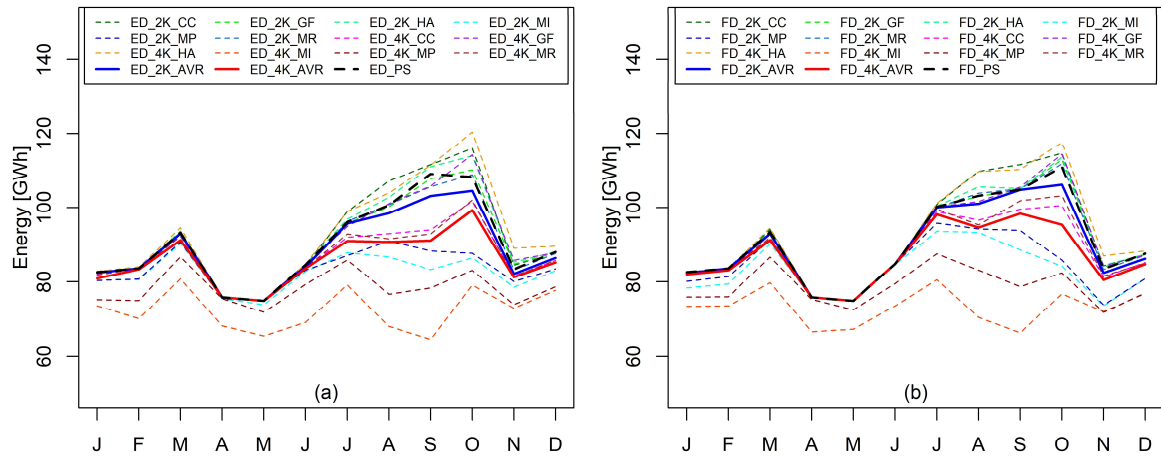 ED_2K_CC ED_2K_GF ED_2K_HA ED_2K_MI
ED_2K_MP ED_2K_MR ED_4K_CC ED_4K_GF
ED_4K_HA ED_4K_MI ED_4K_MP ED_4K_MR
ED_2K_AVR ED_4K_AVR ED_PS
Energy [GWh]
140
120
100
80
60
(a)
J F M A M J J A S O N D
FD_2K_CC FD_2K_GF FD_2K_HA FD_2K_MI
FD_2K_MP FD_2K_MR FD_4K_CC FD_4K_GF
FD_4K_HA FD_4K_MI FD_4K_MP FD_4K_MR
FD_2K_AVR FD_4K_AVR FD_PS
Energy [GWh]
140
120
100
80
60
(b)
J F M A M J J A S O N D